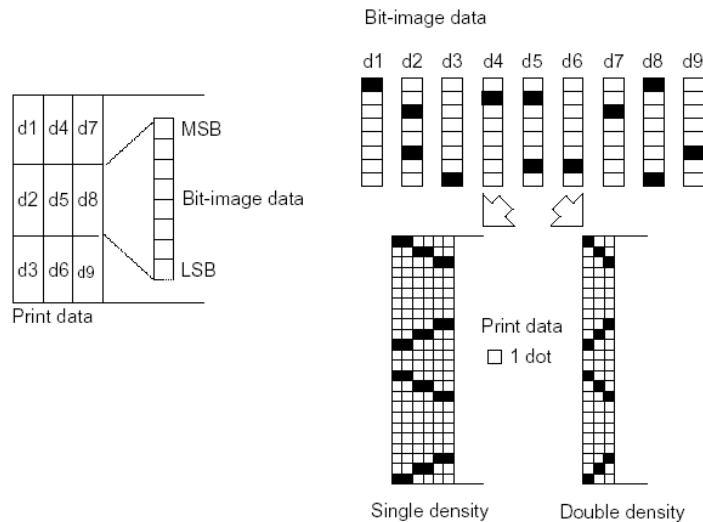 Bit-image data
d1 d2 d3 d4 d5 d6 d7 d8 d9
d1 d4 d7
d2 d5 d8
d3 d6 d9
MSB
Bit-image data
LSB
Print data
Print data
1 dot
Single density
Double density